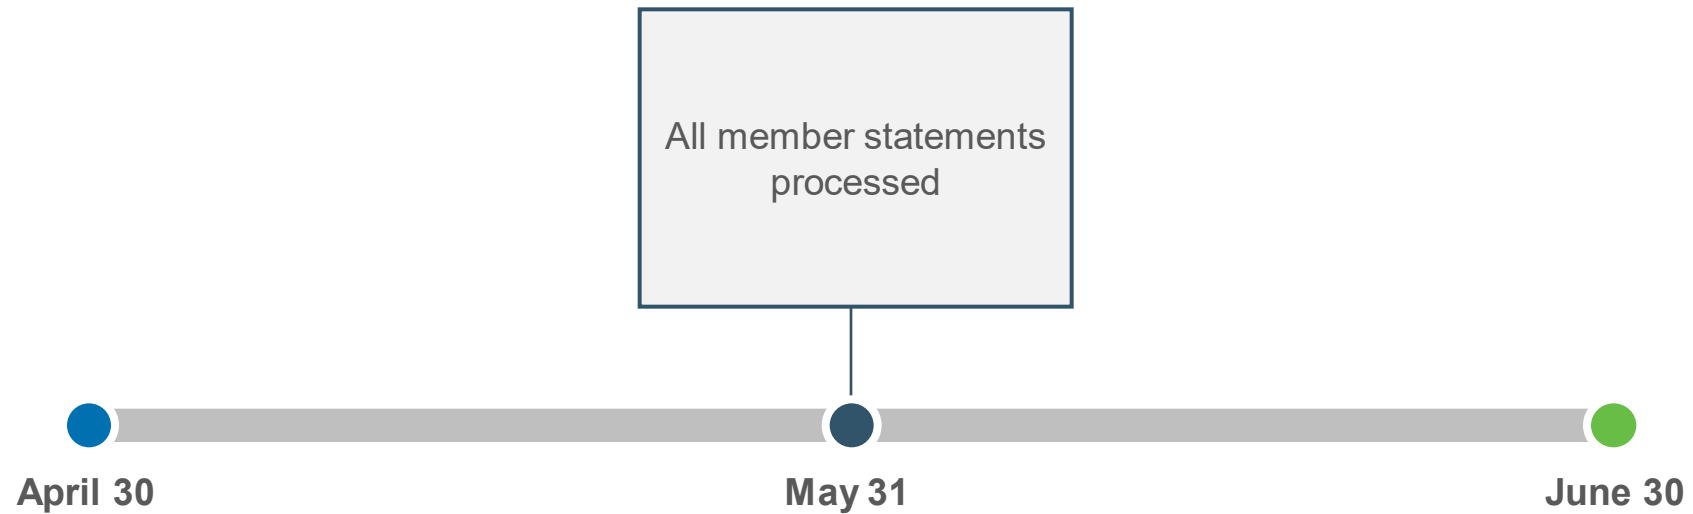 All member statements
processed
April 30
May 31
June 30